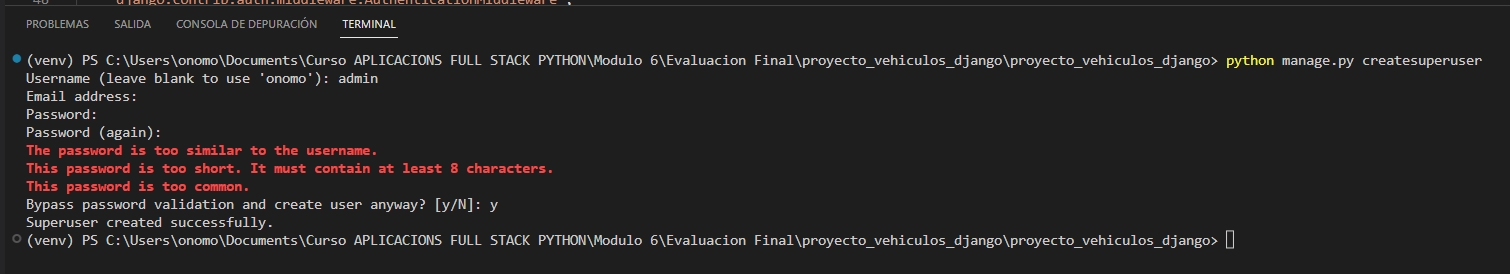 "django.contrib.auth.middleware.AuthenticationMiddleware",
PROBLEMAS SALIDA CONSOLA DE DEPURACIÓN TERMINAL
(venv) PS C:\Users\onomo\Documents\Curso APLICACIONS FULL STACK PYTHON\Modulo 6\Evaluacion Final\proyecto_vehiculos_django\proyecto_vehiculos_django> python manage.py createsuperuser
Username (leave blank to use 'onomo'): admin
Email address:
Password:
Password (again):
The password is too similar to the username.
This password is too short. It must contain at least 8 characters.
This password is too common.
Bypass password validation and create user anyway? [y/N]: y
Superuser created successfully.
(venv) PS C:\Users\onomo\Documents\Curso APLICACIONS FULL STACK PYTHON\Modulo 6\Evaluacion Final\proyecto_vehiculos_django\proyecto_vehiculos_django>